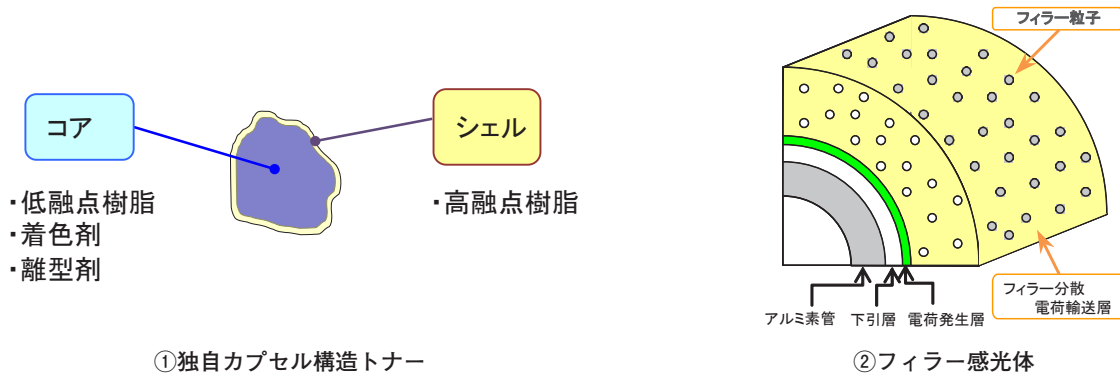 コア
・低融点樹脂
・着色剤
・離型剤
シェル
・高融点樹脂
①独自カプセル構造トナー
フィラー粒子
フィラー分散
電荷輸送層
アルミ素管
下引層
電荷発生層
②フィラー感光体